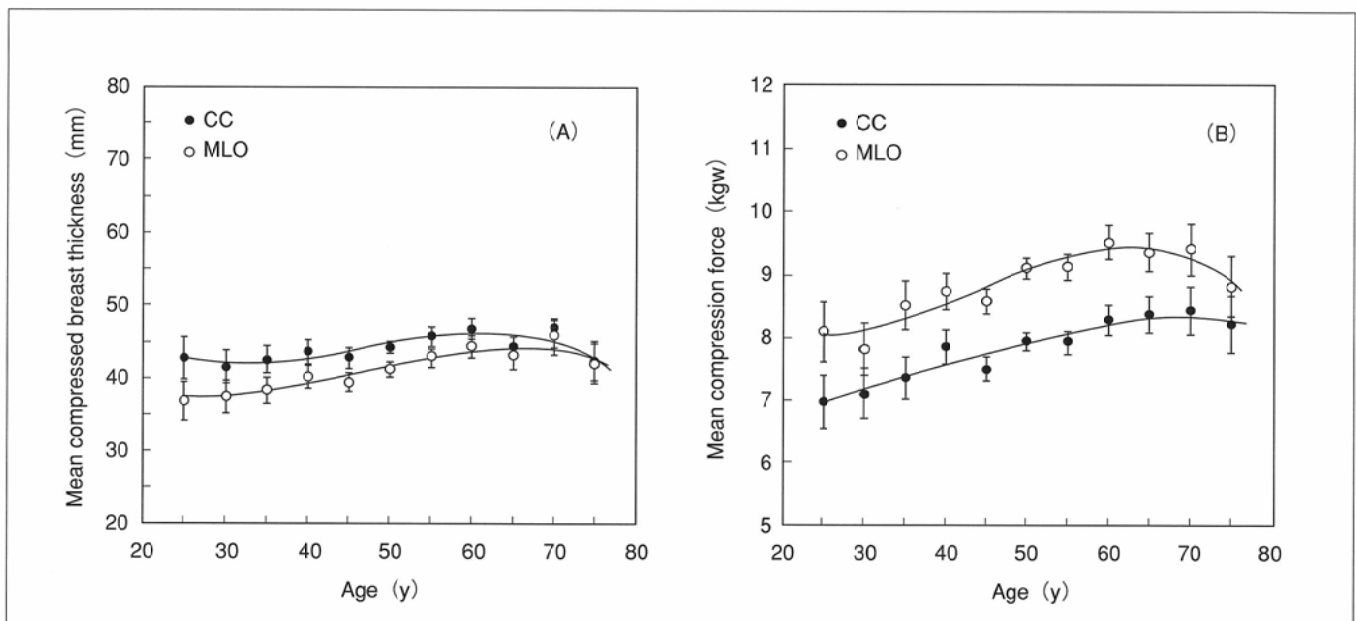 80
70
60
50
40
30
20
20 30 40 50 60 70 80
Mean compressed breast thickness (mm)
Age (y)
● CC
○ MLO
(A)
12
11
10
9
8
7
6
5
20 30 40 50 60 70 80
Mean compression force (kgw)
Age (y)
● CC
○ MLO
(B)